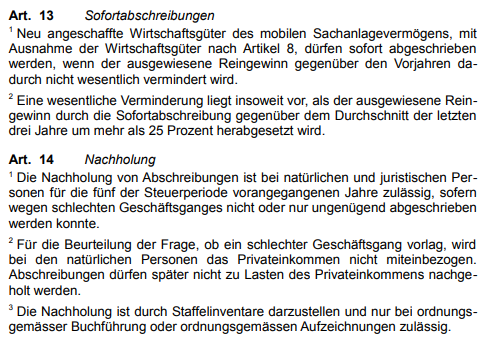 Art. 13 Sofortabschreibungen
1 Neu angeschaffte Wirtschaftsgüter des mobilen Sachanlagevermögens, mit
Ausnahme der Wirtschaftsgüter nach Artikel 8, dürfen sofort abgeschrieben
werden, wenn der ausgewiesene Reingewinn gegenüber den Vorjahren da-
durch nicht wesentlich vermindert wird.
2 Eine wesentliche Verminderung liegt insoweit vor, als der ausgewiesene Rein-
gewinn durch die Sofortabschreibung gegenüber dem Durchschnitt der letzten
drei Jahre um mehr als 25 Prozent herabgesetzt wird.
Art. 14 Nachholung
1 Die Nachholung von Abschreibungen ist bei natürlichen und juristischen Per-
sonen für die fünf der Steuerperiode vorangegangenen Jahre zulässig, sofern
wegen schlechten Geschäftsganges nicht oder nur ungenügend abgeschrieben
werden konnte.
2 Für die Beurteilung der Frage, ob ein schlechter Geschäftsgang vorlag, wird
bei den natürlichen Personen das Privateinkommen nicht miteinbezogen.
Abschreibungen dürfen später nicht zu Lasten des Privateinkommens nachge-
holt werden.
3 Die Nachholung ist durch Staffelinventare darzustellen und nur bei ordnungs-
gemässer Buchführung oder ordnungsgemässen Aufzeichnungen zulässig.